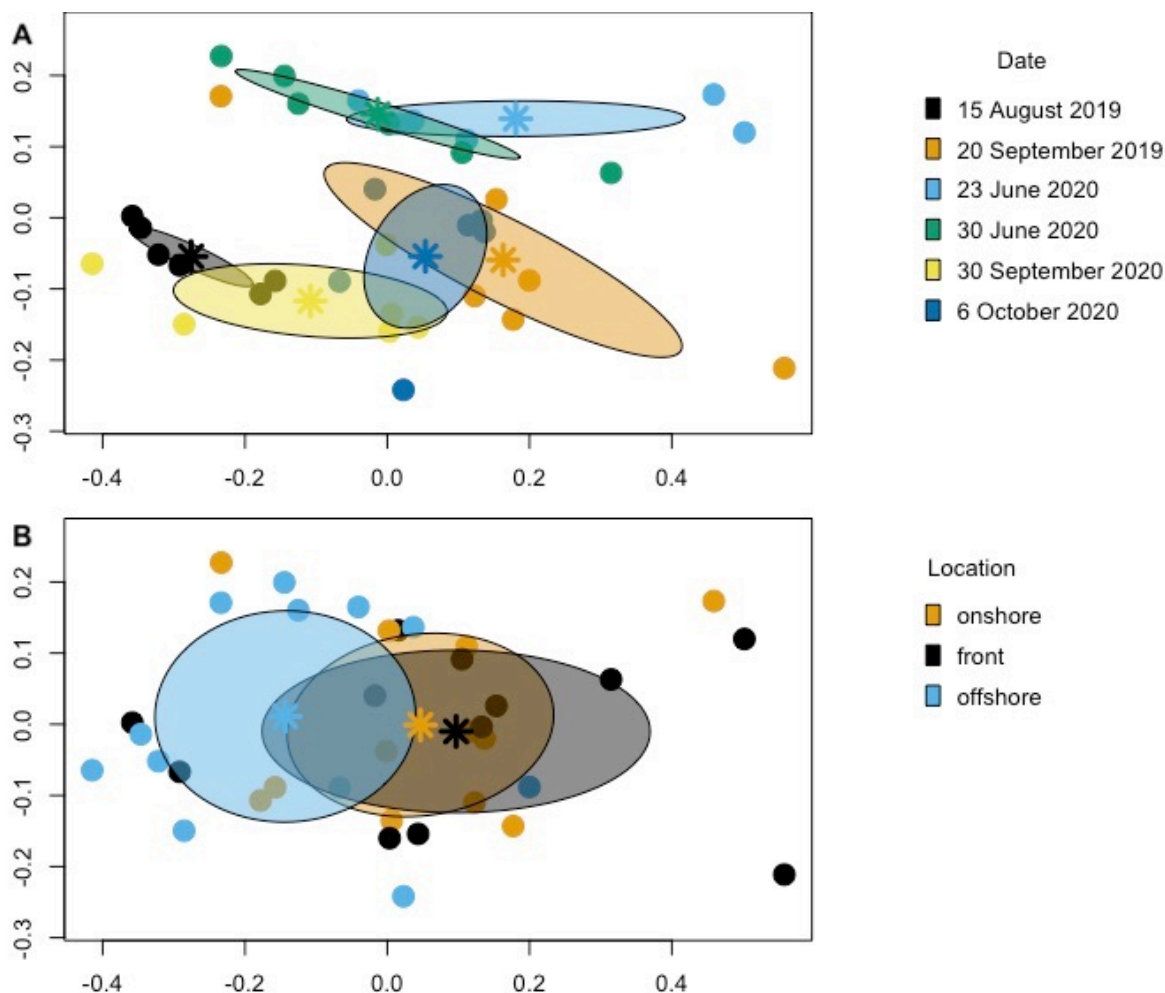 A
0.2
0.1
0.0
-0.1
-0.2
-0.3
-0.4 -0.2 0.0 0.2 0.4
Date
15 August 2019
20 September 2019
23 June 2020
30 June 2020
30 September 2020
6 October 2020
B
0.2
0.1
0.0
-0.1
-0.2
-0.3
-0.4 -0.2 0.0 0.2 0.4
Location
onshore
front
offshore